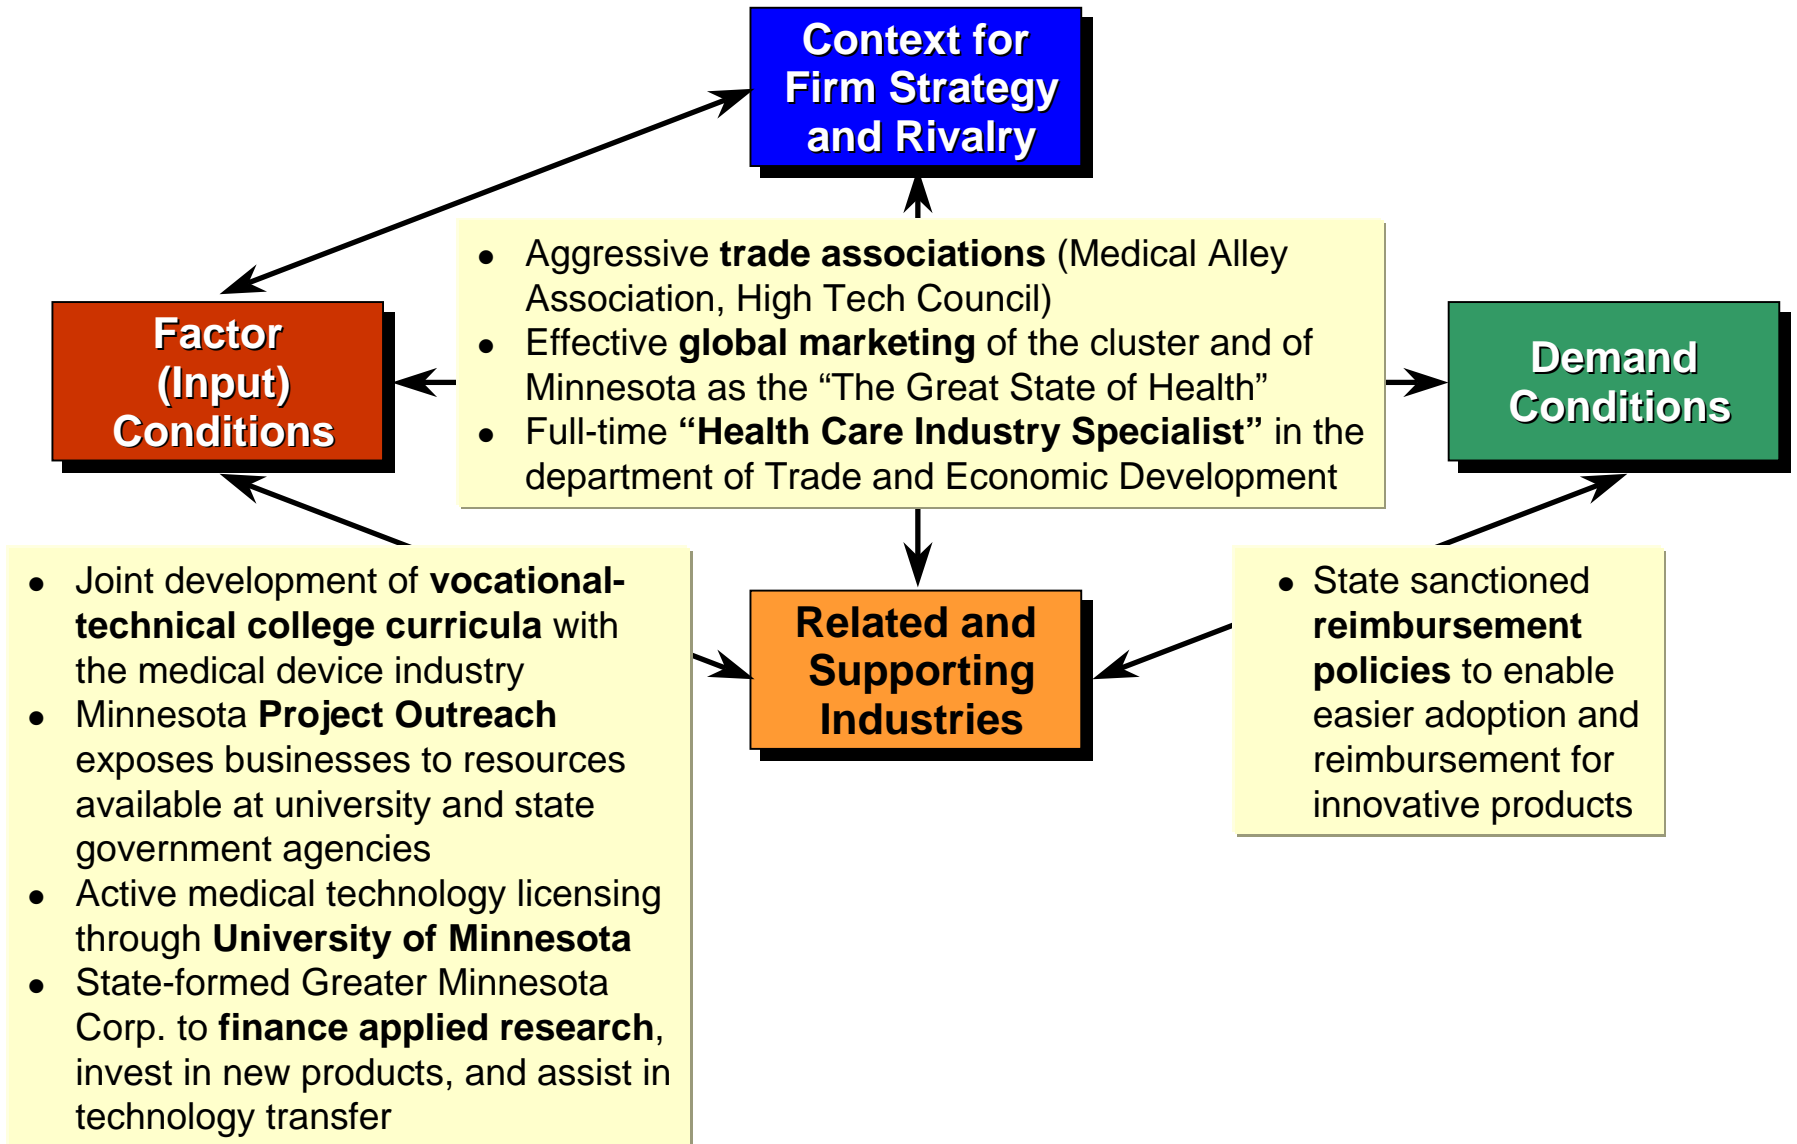 Context for
Firm Strategy
and Rivalry
● Aggressive trade associations (Medical Alley
Association, High Tech Council)
● Effective global marketing of the cluster and of
Minnesota as the “The Great State of Health”
● Full-time “Health Care Industry Specialist” in the
department of Trade and Economic Development
Factor
(Input)
Conditions
Demand
Conditions
● Joint development of vocational-
technical college curricula with
the medical device industry
● Minnesota Project Outreach
exposes businesses to resources
available at university and state
government agencies
● Active medical technology licensing
through University of Minnesota
● State-formed Greater Minnesota
Corp. to finance applied research,
invest in new products, and assist in
technology transfer
Related and
Supporting
Industries
● State sanctioned
reimbursement
policies to enable
easier adoption and
reimbursement for
innovative products